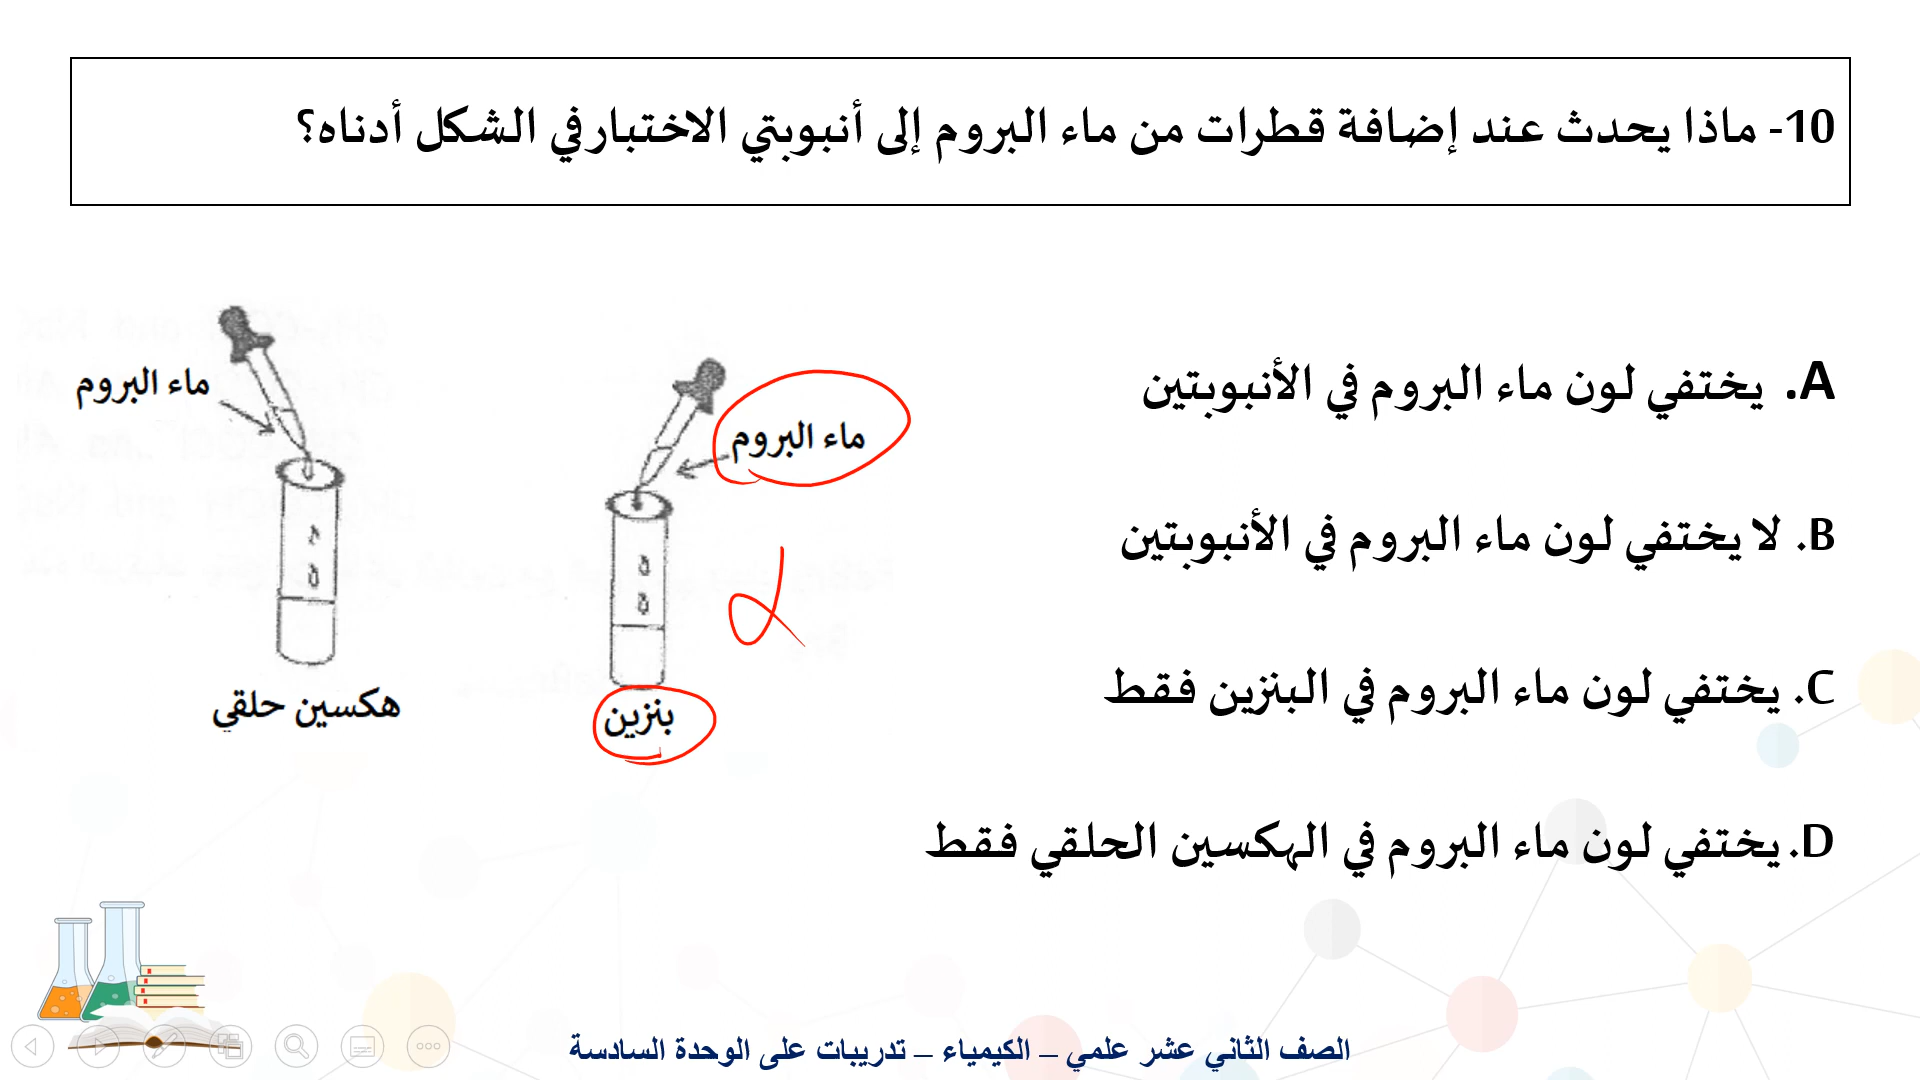 10- ماذا يحدث عند إضافة قطرات من ماء البروم إلى أنبوبتي الاختبار في الشكل أدناه؟
A. يختفي لون ماء البروم في الأنبوبتين
B. لا يختفي لون ماء البروم في الأنبوبتين
C. يختفي لون ماء البروم في البنزين فقط
D. يختفي لون ماء البروم في الهكسين الحلقي فقط
ماء البروم
بنزين
ماء البروم
هكسين حلقي
الصف الثاني عشر علمي – الكيمياء – تدريبات على الوحدة السادسة